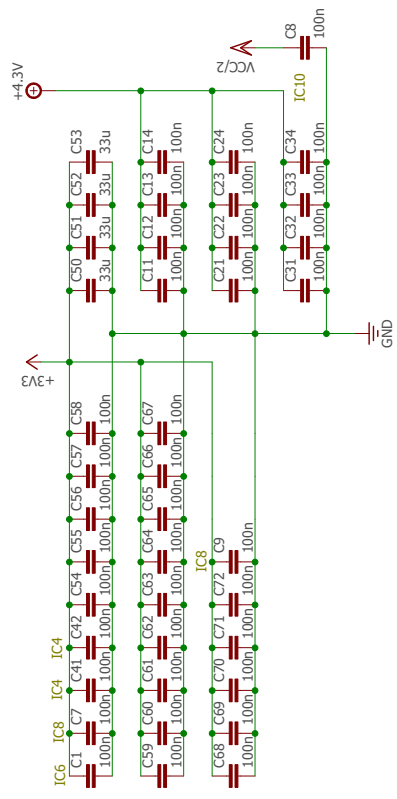 C8
100n
VCC/2
IC10
+4.3V
C53
33u
C52
33u
C51
33u
C50
33u
C14
100n
C13
100n
C12
100n
C11
100n
C24
100n
C23
100n
C22
100n
C21
100n
C34
100n
C33
100n
C32
100n
C31
100n
GND
+3V3
C58
100n
C57
100n
C56
100n
C55
100n
C54
100n
IC4
C42
100n
IC4
C41
100n
IC8
C7
100n
IC6
C1
100n
C67
100n
C66
100n
C65
100n
C64
100n
C63
100n
C62
100n
C61
100n
C60
100n
C59
100n
IC8
C9
100n
C72
100n
C71
100n
C70
100n
C69
100n
C68
100n